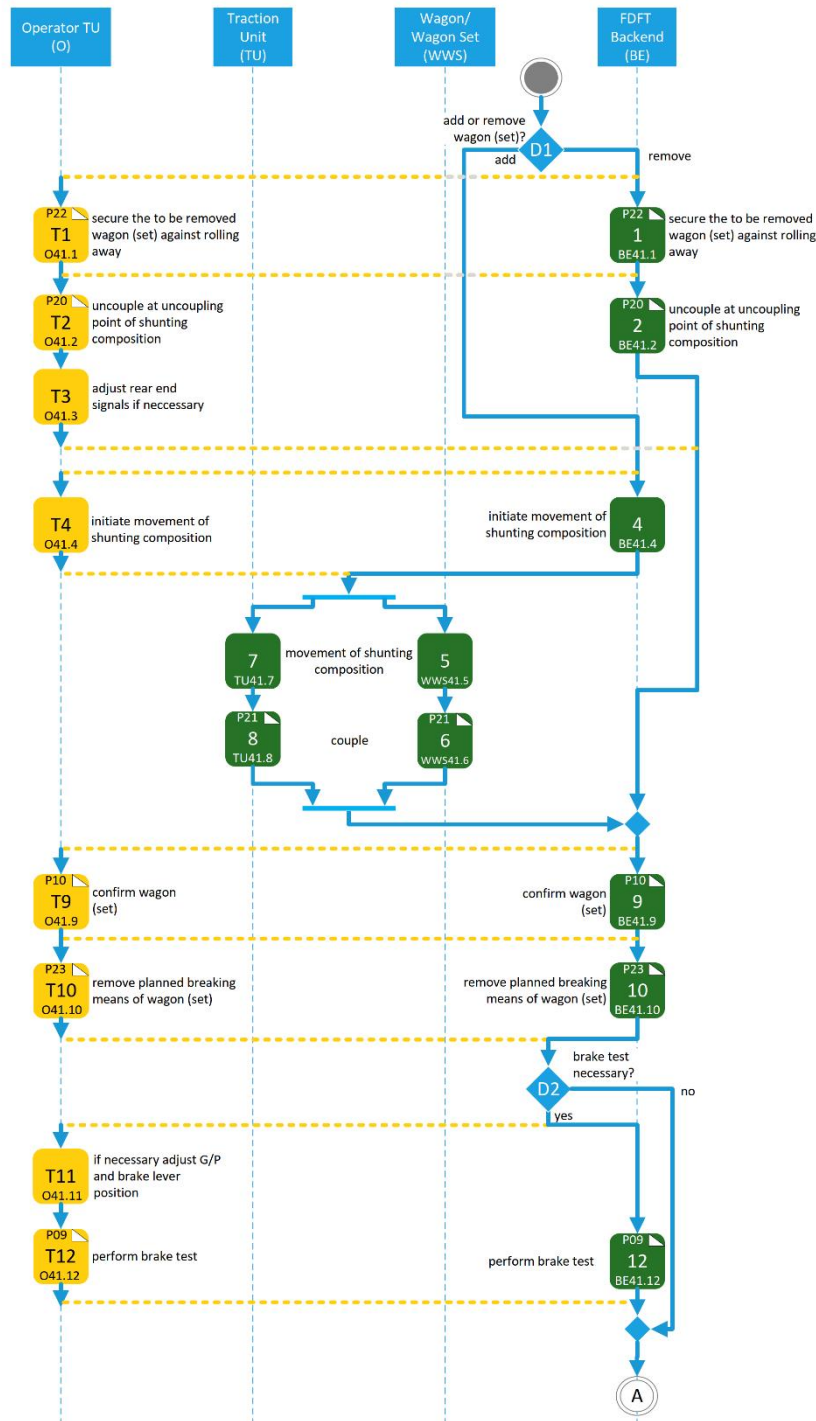 Operator TU
(O)
Traction
Unit
(TU)
Wagon/
Wagon Set
(WWS)
FDFT
Backend
(BE)
add or remove
wagon (set)?
D1
add
remove
P22
T1
O41.1
secure the to be removed
wagon (set) against rolling
away
P22
1
BE41.1
secure the to be removed
wagon (set) against rolling
away
P20
T2
O41.2
uncouple at uncoupling
point of shunting
composition
P20
2
BE41.2
uncouple at uncoupling
point of shunting
composition
T3
O41.3
adjust rear end
signals if neccessary
T4
O41.4
initiate movement of
shunting composition
initiate movement of
shunting composition
4
BE41.4
7
TU41.7
movement of shunting
composition
5
WWS41.5
P21
8
TU41.8
couple
P21
6
WWS41.6
P10
T9
O41.9
confirm wagon
(set)
confirm wagon
(set)
P10
9
BE41.9
P23
T10
O41.10
remove planned breaking
means of wagon (set)
remove planned breaking
means of wagon (set)
P23
10
BE41.10
brake test
necessary?
D2
no
yes
T11
O41.11
if necessary adjust G/P
and brake lever
position
P09
T12
O41.12
perform brake test
perform brake test
P09
12
BE41.12
A